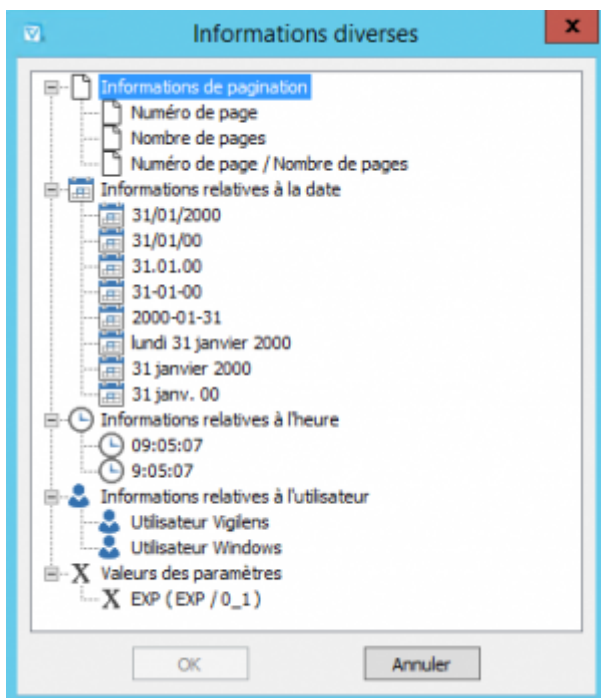 Informations diverses
x
Informations de pagination
Numéro de page
Nombre de pages
Numéro de page / Nombre de pages
Informations relatives à la date
31/01/2000
31/01/00
31.01.00
31-01-00
2000-01-31
lundi 31 janvier 2000
31 janvier 2000
31 janv. 00
Informations relatives à l'heure
09:05:07
9:05:07
Informations relatives à l'utilisateur
Utilisateur Vigilens
Utilisateur Windows
X Valeurs des paramètres
X EXP ( EXP / 0_1 )
OK Annuler